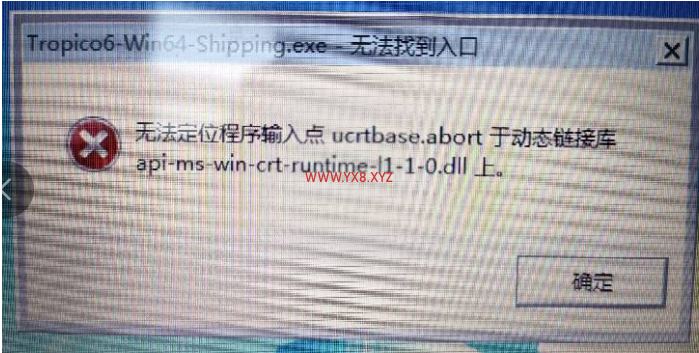 Tropico6-Win64-Shipping.exe - 无法找到入口
无法定位程序输入点 ucrtbase.abort 于动态链接库
api-ms-win-crt-runtime-l1-1-0.dll 上。
WWW.YX8.XYZ
确定